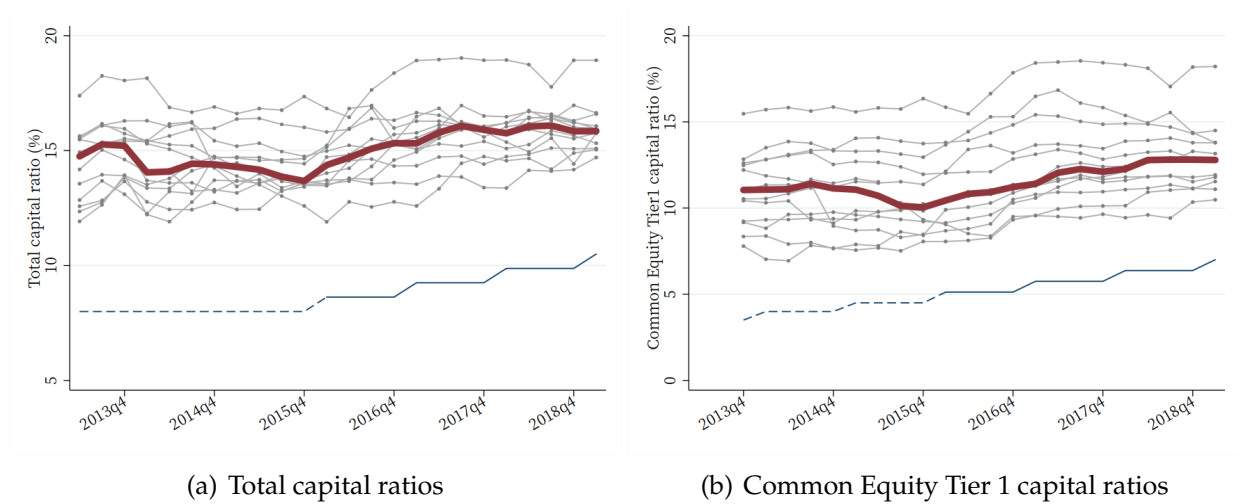 Total capital ratio (%)
20
15
10
5
2013q4
2014q4
2015q4
2016q4
2017q4
2018q4
(a) Total capital ratios
Common Equity Tier1 capital ratio (%)
20
15
10
5
0
2013q4
2014q4
2015q4
2016q4
2017q4
2018q4
(b) Common Equity Tier 1 capital ratios